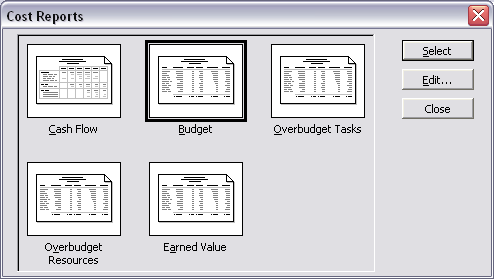 Cost Reports
Select
Edit...
Close
Cash Flow
Budget
Overbudget Tasks
Overbudget
Resources
Earned Value